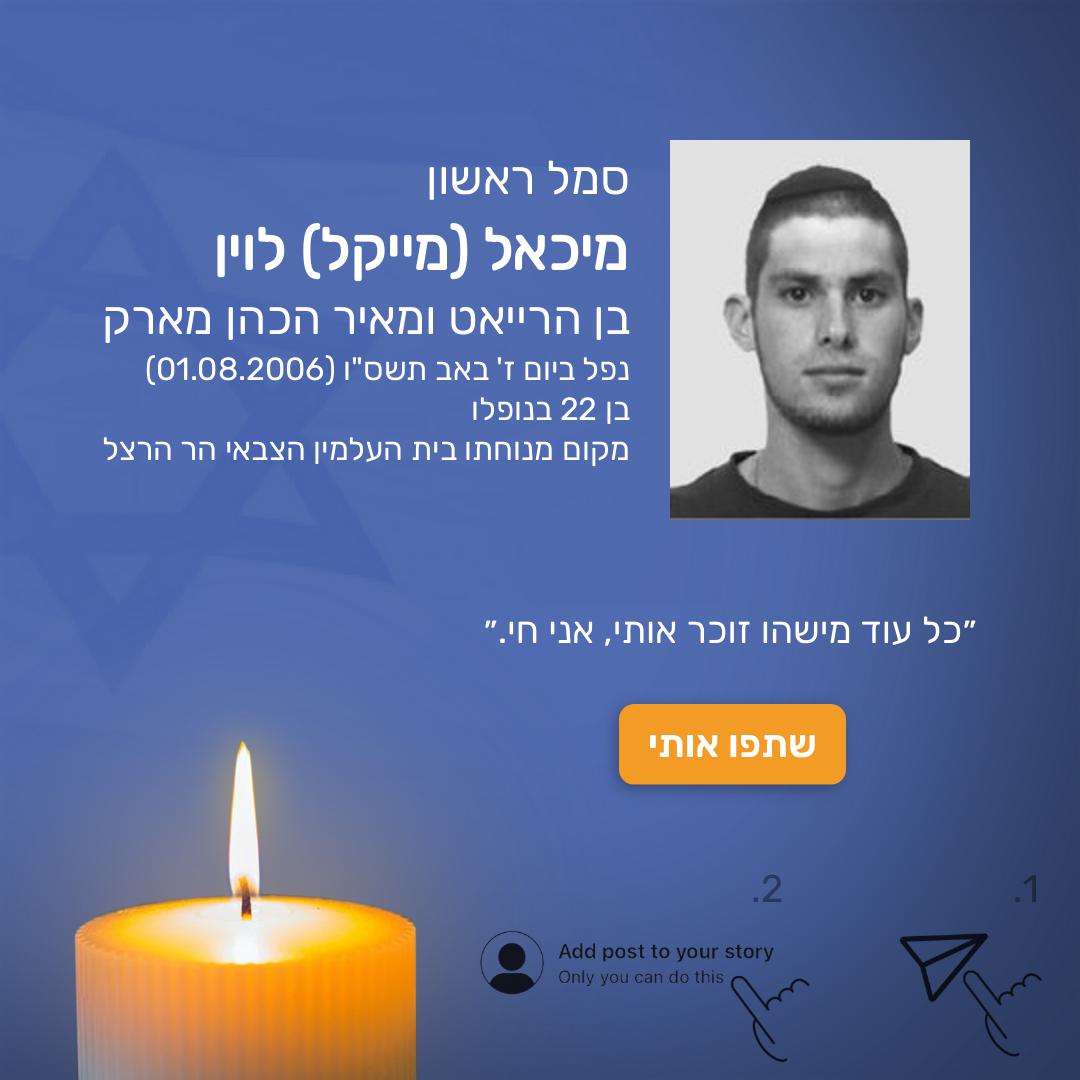 סמל ראשון
מיכאל (מייקל) לוין
בן הרייאט ומאיר הכהן מארק
נפל ביום ז' באב תשס"ו (01.08.2006)
בן 22 בנופלו
מקום מנוחתו בית העלמין הצבאי הר הרצל
״כל עוד מישהו זוכר אותי, אני חי.״
שתפו אותי
.1
.2
Add post to your story
Only you can do this